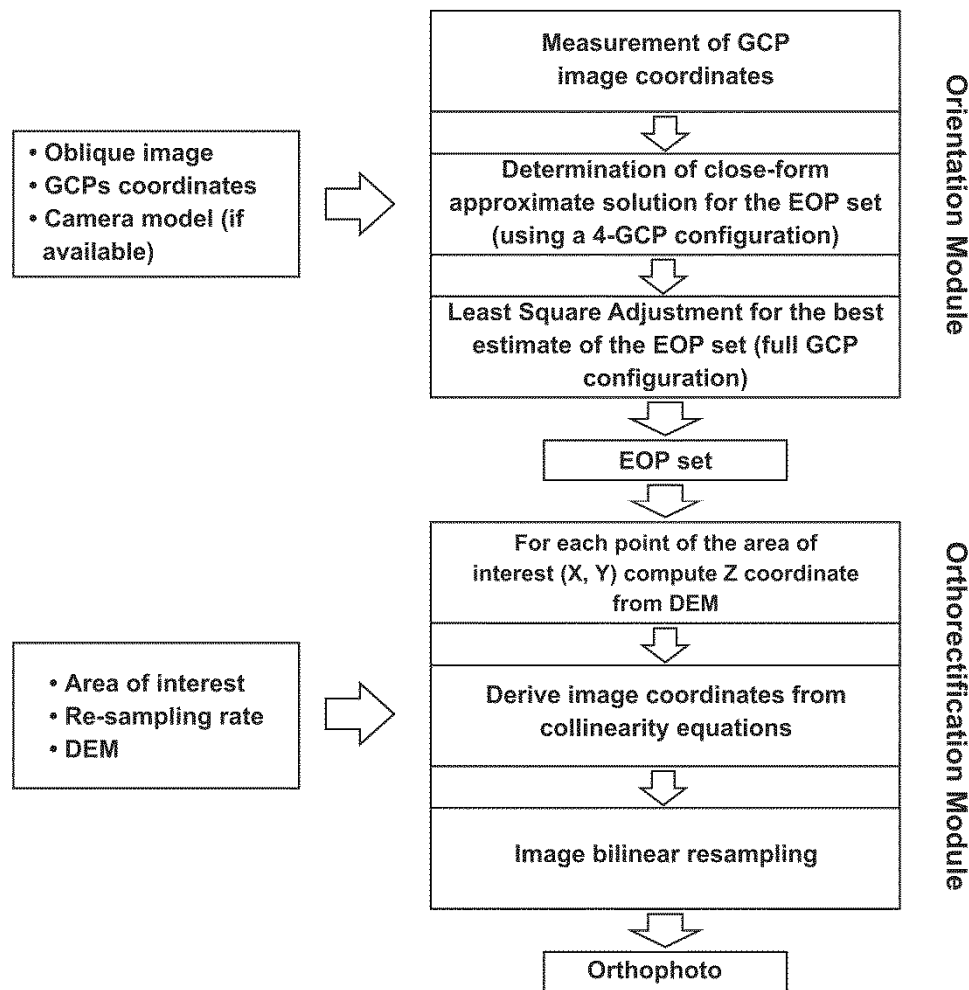 Measurement of GCP
image coordinates
Orientation Module
• Oblique image
• GCPs coordinates
• Camera model (if
available)
Determination of close-form
approximate solution for the EOP set
(using a 4-GCP configuration)
Least Square Adjustment for the best
estimate of the EOP set (full GCP
configuration)
EOP set
For each point of the area of
interest (X, Y) compute Z coordinate
from DEM
Orthorectification Module
• Area of interest
• Re-sampling rate
• DEM
Derive image coordinates from
collinearity equations
Image bilinear resampling
Orthophoto